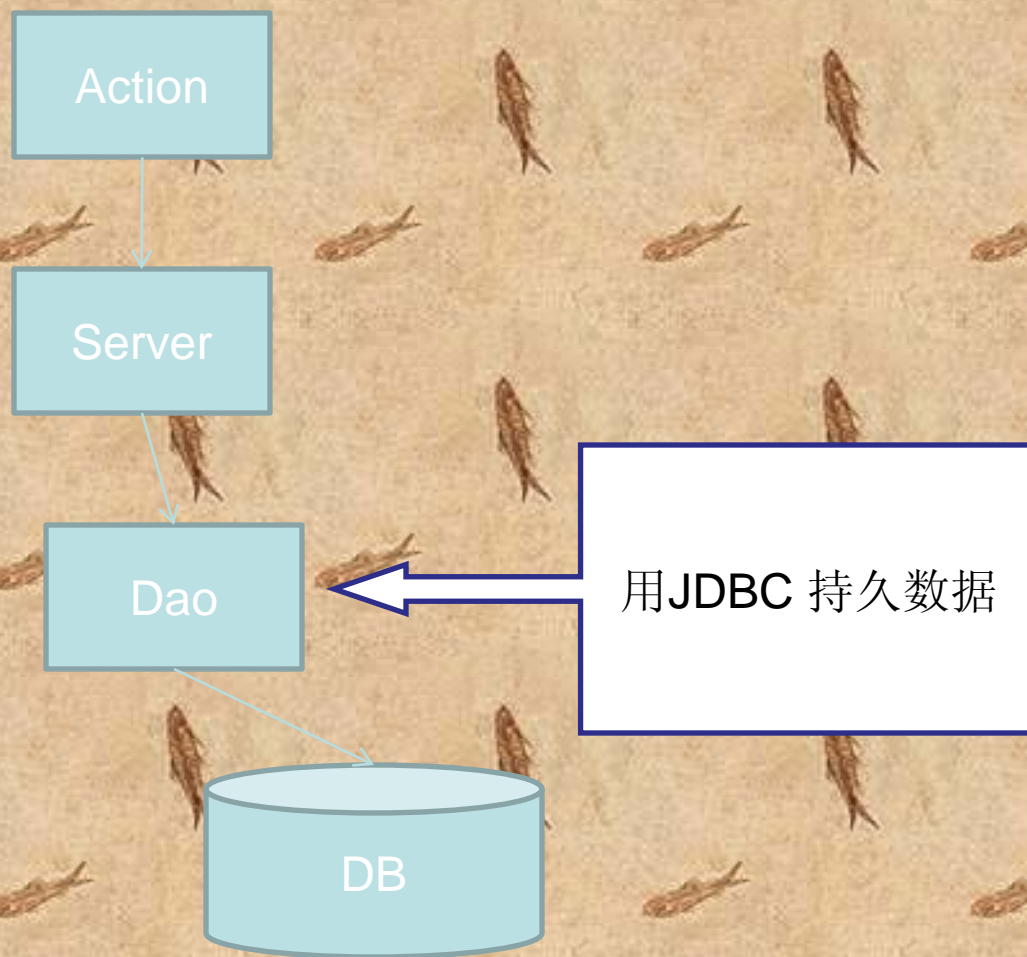 Action
Server
Dao
用JDBC 持久数据
DB